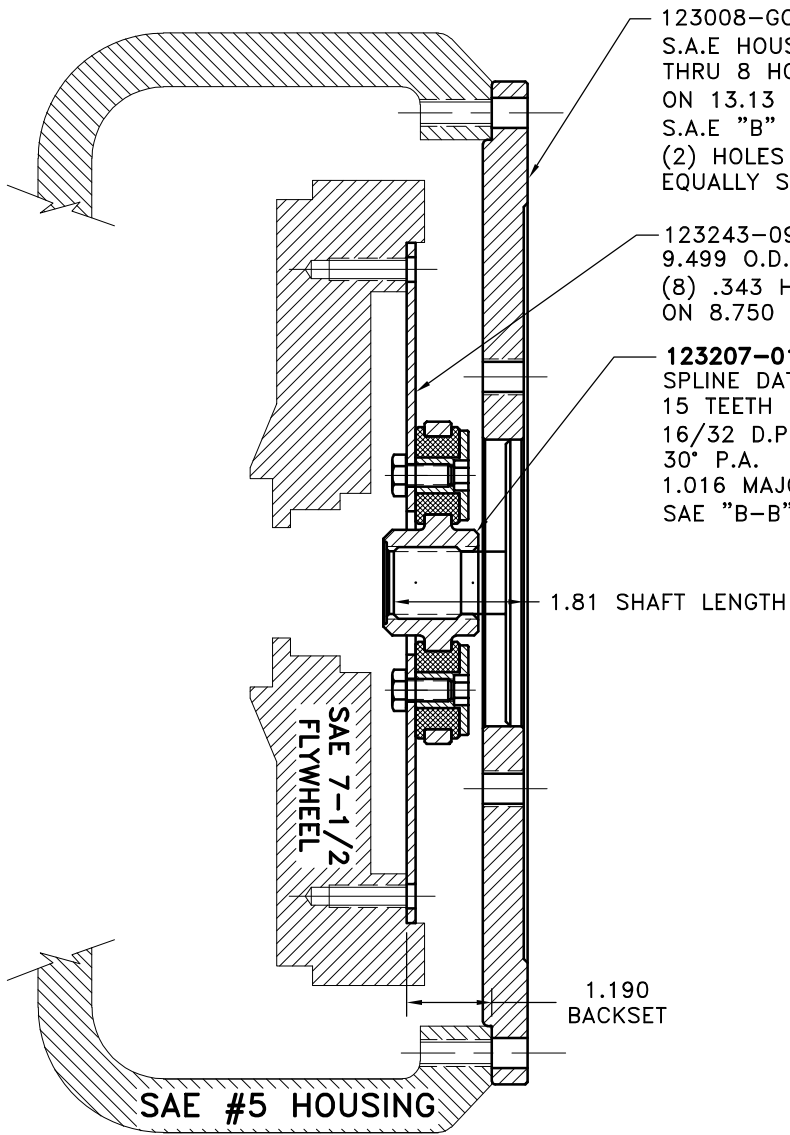 123008-GO
S.A.E HOUS
THRU 8 HO
ON 13.13
S.A.E "B"
(2) HOLES
EQUALLY S
123243-09
9.499 O.D.
(8) .343 H
ON 8.750
123207-01
SPLINE DAT
15 TEETH
16/32 D.P
30° P.A.
1.016 MAJO
SAE "B-B"
1.81 SHAFT LENGTH
SAE 7-1/2
FLYWHEEL
1.190
BACKSET
SAE #5 HOUSING